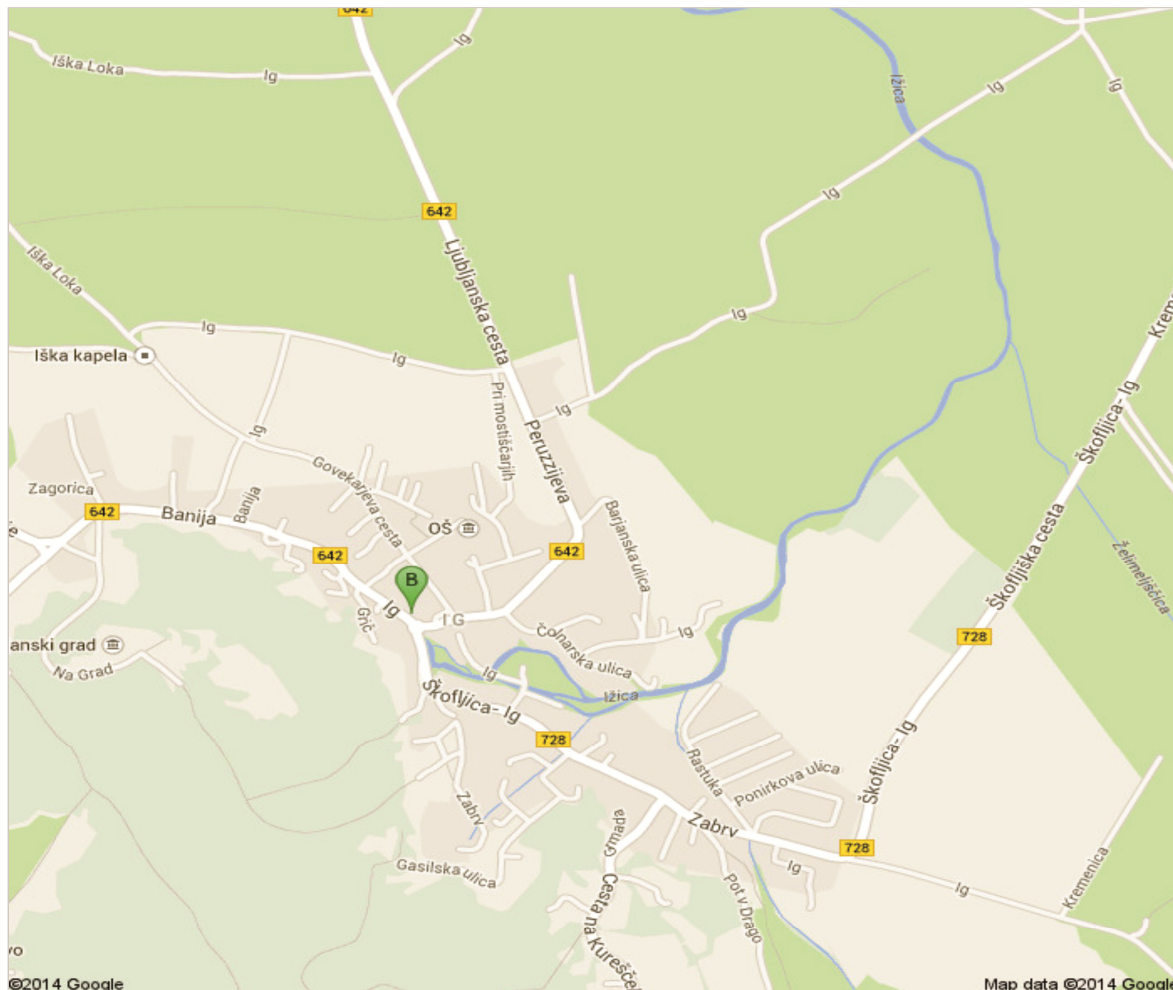 642
Iška Loka
Ig
Ig
Ig
Ig
Ižica
642
Ig
Ljubljanska cesta
Iška Loka
Ig
Ig
Iška kapela
Ig
Pri mostiščarjih
Ig
Peruzzijeva
Ig
Škofljica- Ig
Govekarjeva cesta
Zagorica
642
Banija
Banija
OŠ
Barjanska ulica
642
642
B
Želimeljščica
Škofljiška cesta
Ig
I G
Grič
Čolnarska ulica
Ig
728
anski grad
Na Grad
Ig
Ižica
Škofljica- Ig
728
Rastuka
Ponirkova ulica
Škofljica- Ig
Zabrv
Zabrv
Grmada
728
Gasilska ulica
Ig
Ig
Kremenica
Pot v Drago
Cesta na Kurešče
vo
©2014 Google
Map data ©2014 Google